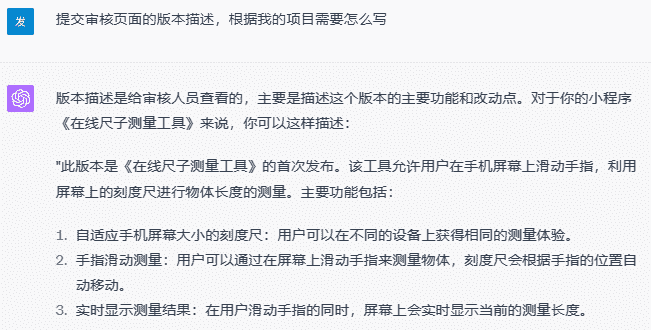 发
提交审核页面的版本描述，根据我的项目需要怎么写
版本描述是给审核人员查看的，主要是描述这个版本的主要功能和改动点。对于你的小程序
《在线尺子测量工具》来说，你可以这样描述：
"此版本是《在线尺子测量工具》的首次发布。该工具允许用户在手机屏幕上滑动手指，利用
屏幕上的刻度尺进行物体长度的测量。主要功能包括：
1. 自适应手机屏幕大小的刻度尺：用户可以在不同的设备上获得相同的测量体验。
2. 手指滑动测量：用户可以通过在屏幕上滑动手指来测量物体，刻度尺会根据手指的位置自
动移动。
3. 实时显示测量结果：在用户滑动手指的同时，屏幕上会实时显示当前的测量长度。